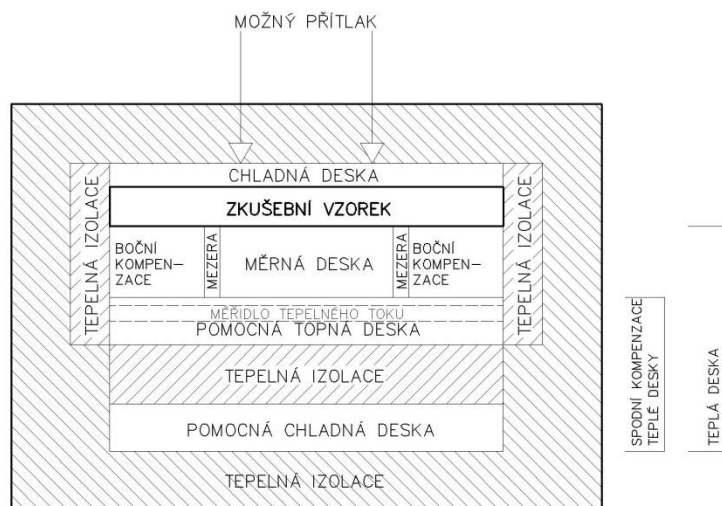 MOŽNÝ PŘÍTLAK
CHLADNÁ DESKA
ZKUŠEBNÍ VZOREK
TEPELNÁ IZOLACE
BOČNÍ
KOMPEN–
ZACE
MEZERA
MĚRNÁ DESKA
MEZERA
BOČNÍ
KOMPEN–
ZACE
TEPELNÁ IZOLACE
MĚŘIDLO TEPELNÉHO TOKU
POMOCNÁ TOPNÁ DESKA
TEPELNÁ IZOLACE
POMOCNÁ CHLADNÁ DESKA
TEPELNÁ IZOLACE
SPODNÍ KOMPENZACE
TEPLÉ DESKY
TEPLÁ DESKA